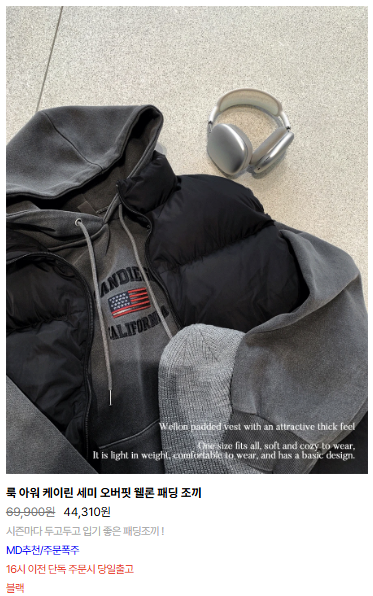 CALIFORNIA
Wellon padded vest with an attractive thick feel
One size fits all, soft and cozy to wear,
It is light in weight, comfortable to wear, and has a basic design.
룩 아워 케이린 세미 오버핏 웰론 패딩 조끼
69,900원 44,310원
시즌마다 두고두고 입기 좋은 패딩조끼 !
MD추천/주문폭주
16시 이전 단독 주문시 당일출고
블랙